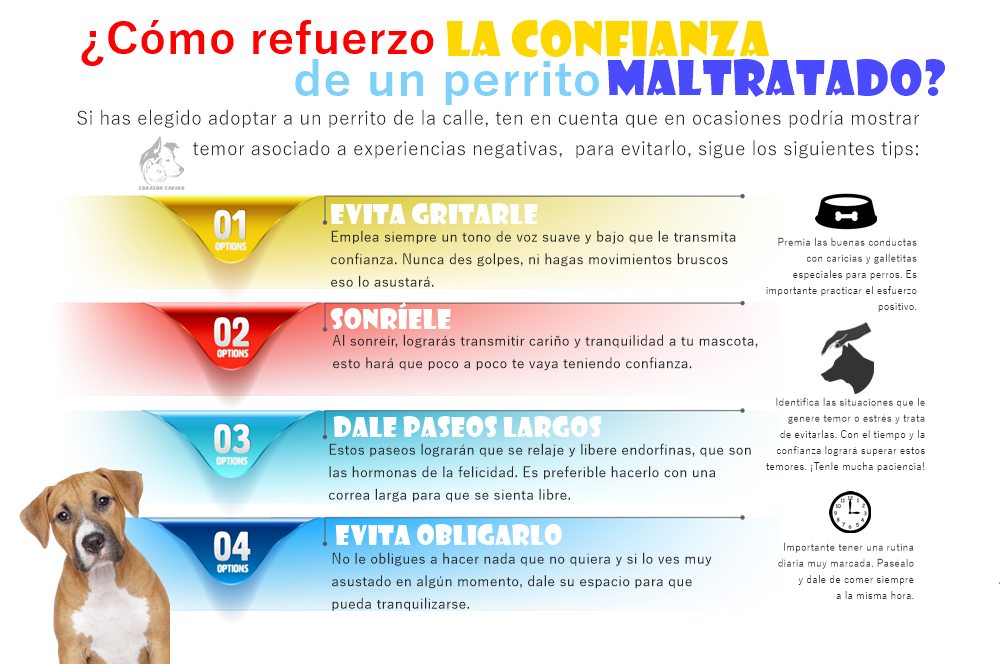 ¿Cómo refuerzo LA CONFIANZA
de un perrito MALTRATADO?
Si has elegido adoptar a un perrito de la calle, ten en cuenta que en ocasiones podría mostrar
temor asociado a experiencias negativas, para evitarlo, sigue los siguientes tips:
CORAZON CANINO
01
OPTIONS
EVITA GRITARLE
Emplea siempre un tono de voz suave y bajo que le transmita
confianza. Nunca des golpes, ni hagas movimientos bruscos
eso lo asustará.
02
OPTIONS
SONRÍELE
Al sonreír, lograrás transmitir cariño y tranquilidad a tu mascota,
esto hará que poco a poco te vaya teniendo confianza.
03
OPTIONS
DALE PASEOS LARGOS
Estos paseos lograrán que se relaje y libere endorfinas, que son
las hormonas de la felicidad. Es preferible hacerlo con una
correa larga para que se sienta libre.
04
OPTIONS
EVITA OBLIGARLO
No le obligues a hacer nada que no quiera y si lo ves muy
asustado en algún momento, dale su espacio para que
pueda tranquilizarse.
Premia las buenas conductas
con caricias y galletitas
especiales para perros. Es
importante practicar el esfuerzo
positivo.
Identifica las situaciones que le
genere temor o estrés y trata
de evitarlas. Con el tiempo y la
confianza logrará superar estos
temores. ¡Tenle mucha paciencia!
Importante tener una rutina
diaria muy marcada. Paséalo
y dale de comer siempre
a la misma hora.